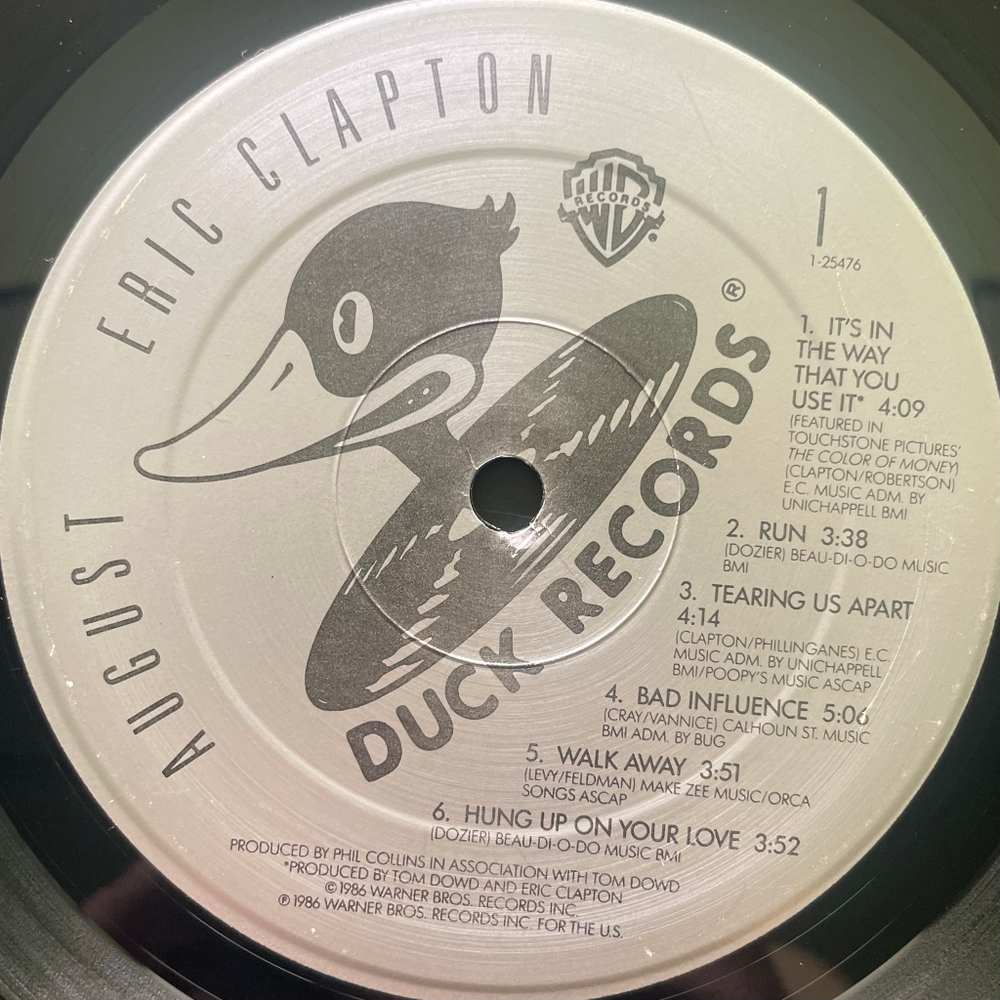 ERIC CLAPTON
AUGUST
WB
RECORDS
®
DUCK RECORDS®
1
1-25476
1. IT'S IN
THE WAY
THAT YOU
USE IT* 4:09
(FEATURED IN
TOUCHSTONE PICTURES'
THE COLOR OF MONEY)
(CLAPTON/ROBERTSON)
E.C. MUSIC ADM. BY
UNICHAPPELL BMI
2. RUN 3:38
(DOZIER) BEAU-DI-O-DO MUSIC
BMI
3. TEARING US APART
4:14
(CLAPTON/PHILLINGANES) E.C.
MUSIC ADM. BY UNICHAPPELL
BMI/POOPY'S MUSIC ASCAP
4. BAD INFLUENCE 5:06
(CRAY/VANNICE) CALHOUN ST. MUSIC
BMI ADM. BY BUG
5. WALK AWAY 3:51
(LEVY/FELDMAN) MAKE ZEE MUSIC/ORCA
SONGS ASCAP
6. HUNG UP ON YOUR LOVE 3:52
(DOZIER) BEAU-DI-O-DO MUSIC BMI
PRODUCED BY PHIL COLLINS IN ASSOCIATION WITH TOM DOWD
*PRODUCED BY TOM DOWD AND ERIC CLAPTON
©1986 WARNER BROS. RECORDS INC.
℗1986 WARNER BROS. RECORDS INC. FOR THE U.S.